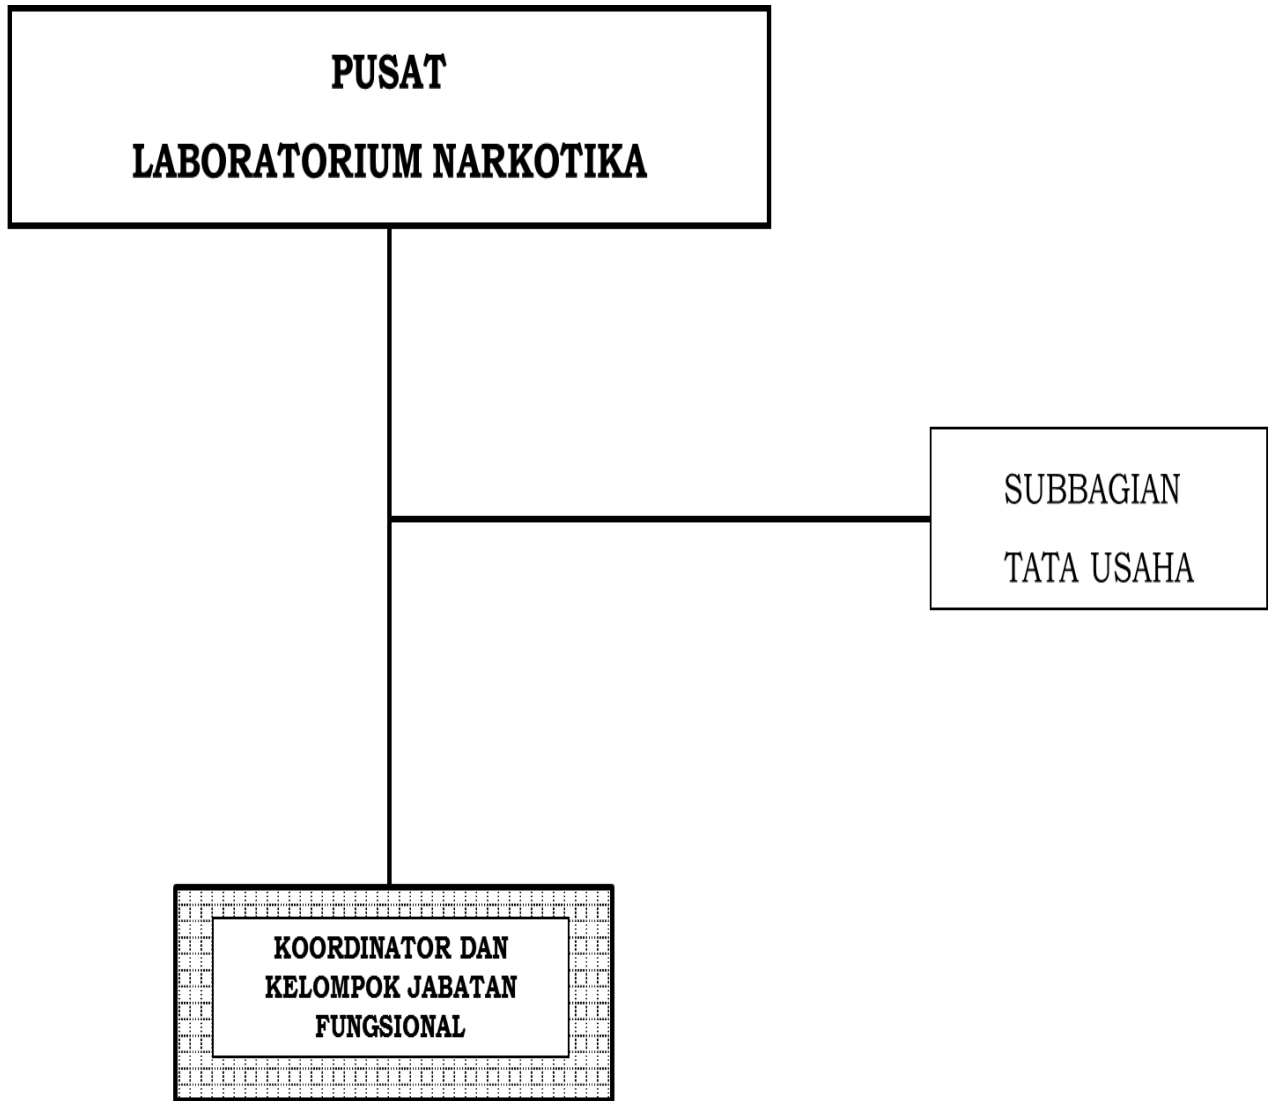 PUSAT
LABORATORIUM NARKOTIKA
SUBBAGIAN
TATA USAHA
KOORDINATOR DAN
KELOMPOK JABATAN
FUNGSIONAL